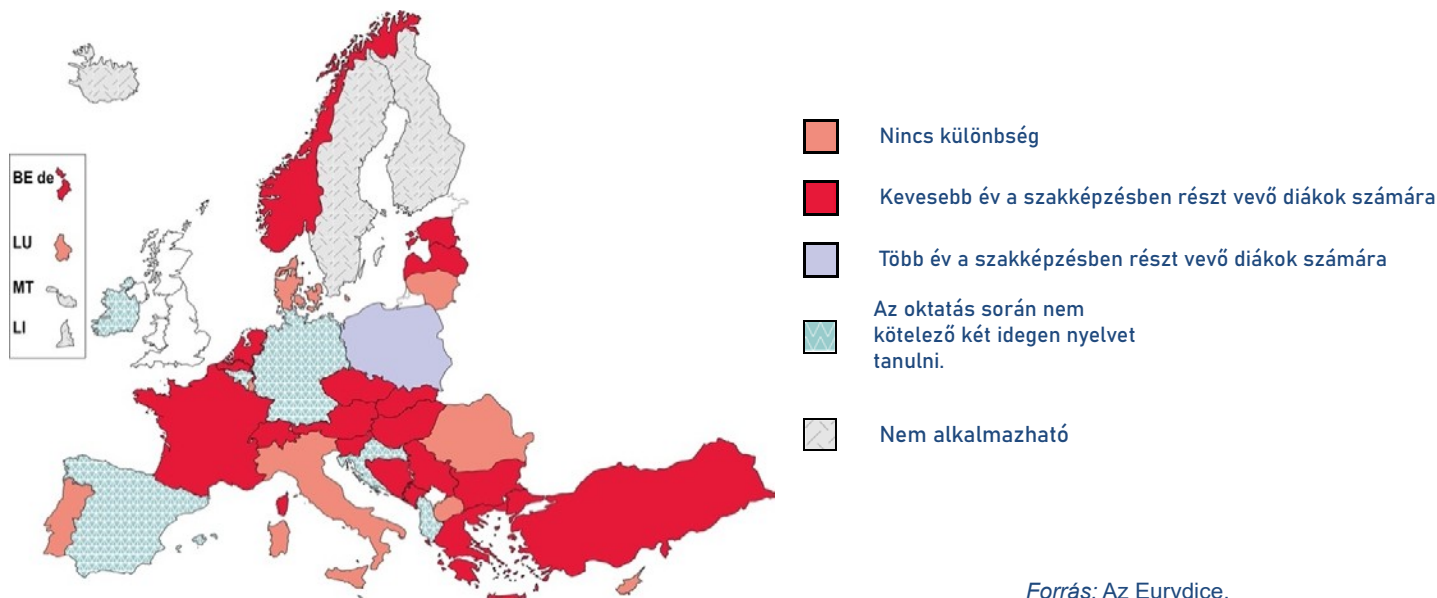 BE de
LU
MT
LI
Nincs különbség
Kevesebb év a szakképzésben részt vevő diákok számára
Több év a szakképzésben részt vevő diákok számára
Az oktatás során nem
kötelező két idegen nyelvet
tanulni.
Nem alkalmazható
Forrás: Az Eurydice.